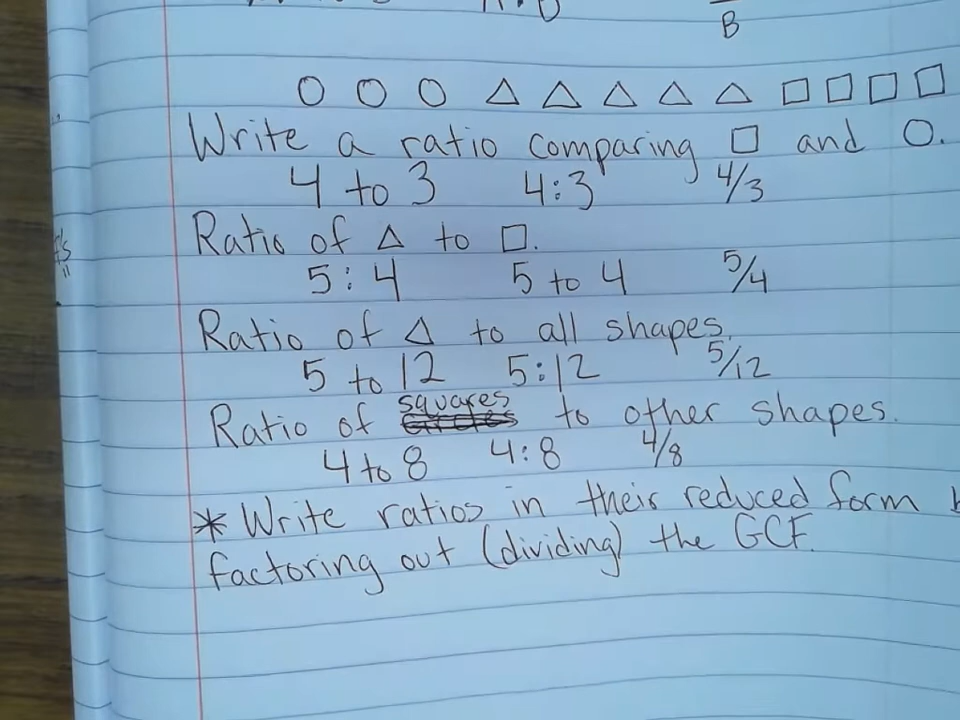 B
○ ○ ○ △ △ △ △ △ □ □ □ □
Write a ratio comparing □ and ○.
4 to 3 4:3 4/3
Ratio of △ to □.
5:4 5 to 4 5/4
Ratio of △ to all shapes.
5 to 12 5:12 5/12
Ratio of squares to other shapes.
4 to 8 4:8 4/8
* Write ratios in their reduced form
factoring out (dividing) the GCF.